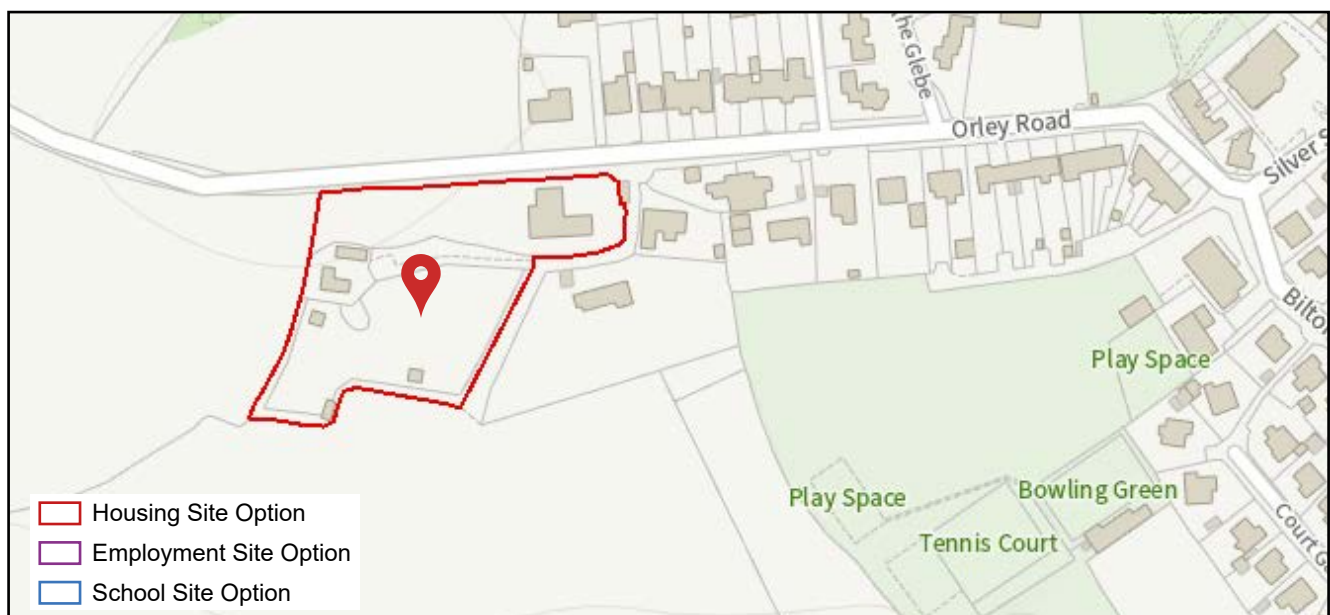 The Glebe
Orley Road
Silver S
Bilto
Play Space
Play Space
Bowling Green
Tennis Court
Court Ga
Housing Site Option
Employment Site Option
School Site Option